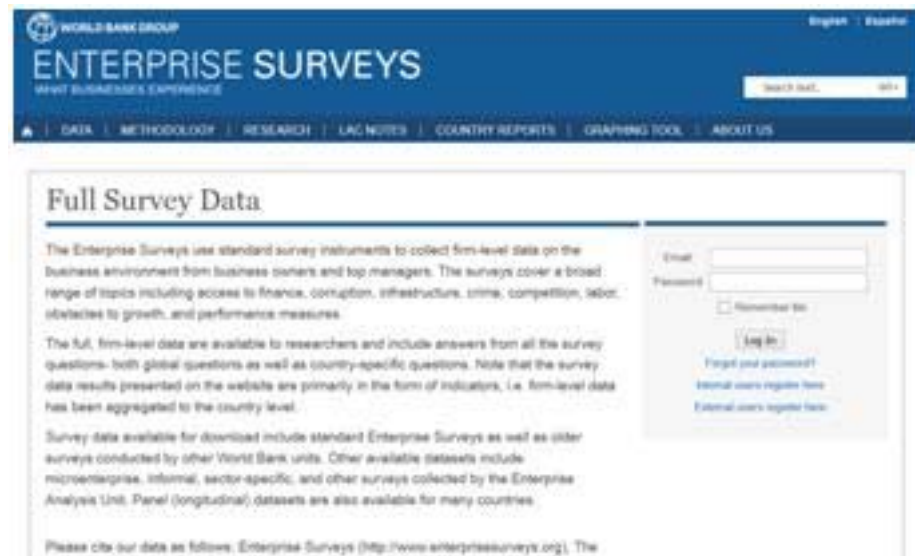 WORLD BANK GROUP
English | Español
ENTERPRISE SURVEYS
WHAT BUSINESSES EXPERIENCE
| DATA | METHODOLOGY | RESEARCH | LAC NOTES | COUNTRY REPORTS | GRAPHING TOOL | ABOUT US
Full Survey Data
The Enterprise Surveys use standard survey instruments to collect firm-level data on the
business environment from business owners and top managers. The surveys cover a broad
range of topics including access to finance, corruption, infrastructure, crime, competition, labor,
obstacles to growth, and performance measures.
The full, firm-level data are available to researchers and include answers from all the survey
questions- both global questions as well as country-specific questions. Note that the survey
data results presented on the website are primarily in the form of indicators, i.e. firm-level data
has been aggregated to the country level.
Survey data available for download include standard Enterprise Surveys as well as older
surveys conducted by other World Bank units. Other available datasets include
microenterprise, informal, sector-specific, and other surveys collected by the Enterprise
Analysis Unit. Panel (longitudinal) datasets are also available for many countries.
Please cite our data as follows: Enterprise Surveys (http://www.enterprisesurveys.org), The
Email
Password
Remember Me
Log In
Forgot your password?
Internal users register here
External users register here